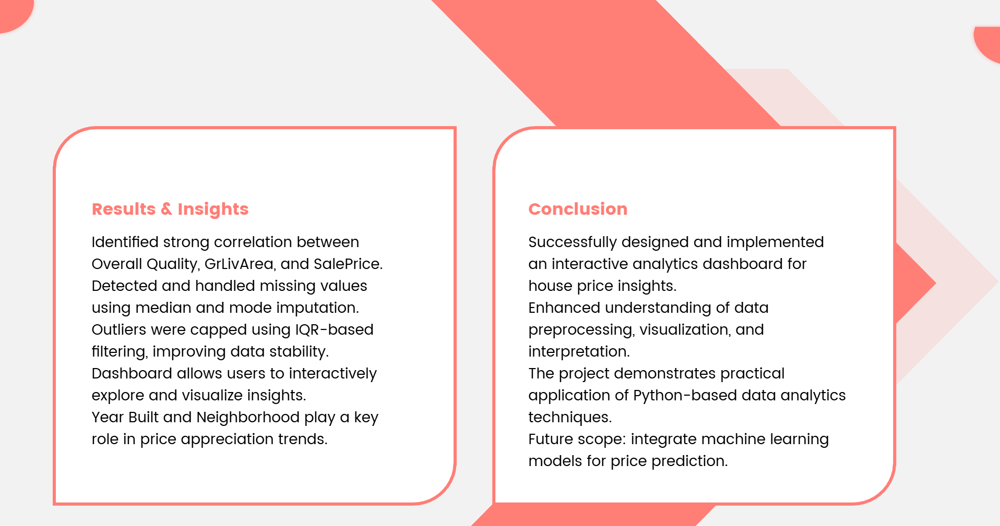 Results & Insights
Identified strong correlation between
Overall Quality, GrLivArea, and SalePrice.
Detected and handled missing values
using median and mode imputation.
Outliers were capped using IQR-based
filtering, improving data stability.
Dashboard allows users to interactively
explore and visualize insights.
Year Built and Neighborhood play a key
role in price appreciation trends.
Conclusion
Successfully designed and implemented
an interactive analytics dashboard for
house price insights.
Enhanced understanding of data
preprocessing, visualization, and
interpretation.
The project demonstrates practical
application of Python-based data analytics
techniques.
Future scope: integrate machine learning
models for price prediction.